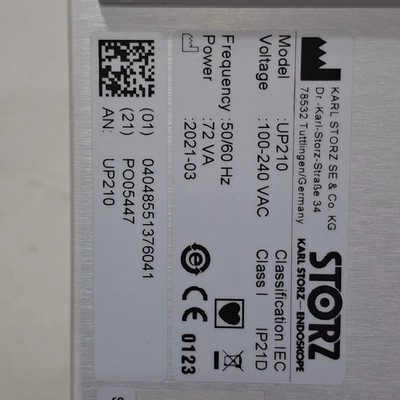 KARL STORZ SE & Co. KG
Dr.-Karl-Storz-Straße 34
78532 Tuttlingen/Germany
STORZ
KARL STORZ — ENDOSKOPE
Model :UP210
Voltage :100-240 VAC
Frequency :50/60 Hz
Power :72 VA
:2021-03
Classification IEC
Class I IP21D
CE 0123
(01) 04048551376041
(21) PO05447
AN: UP210
S